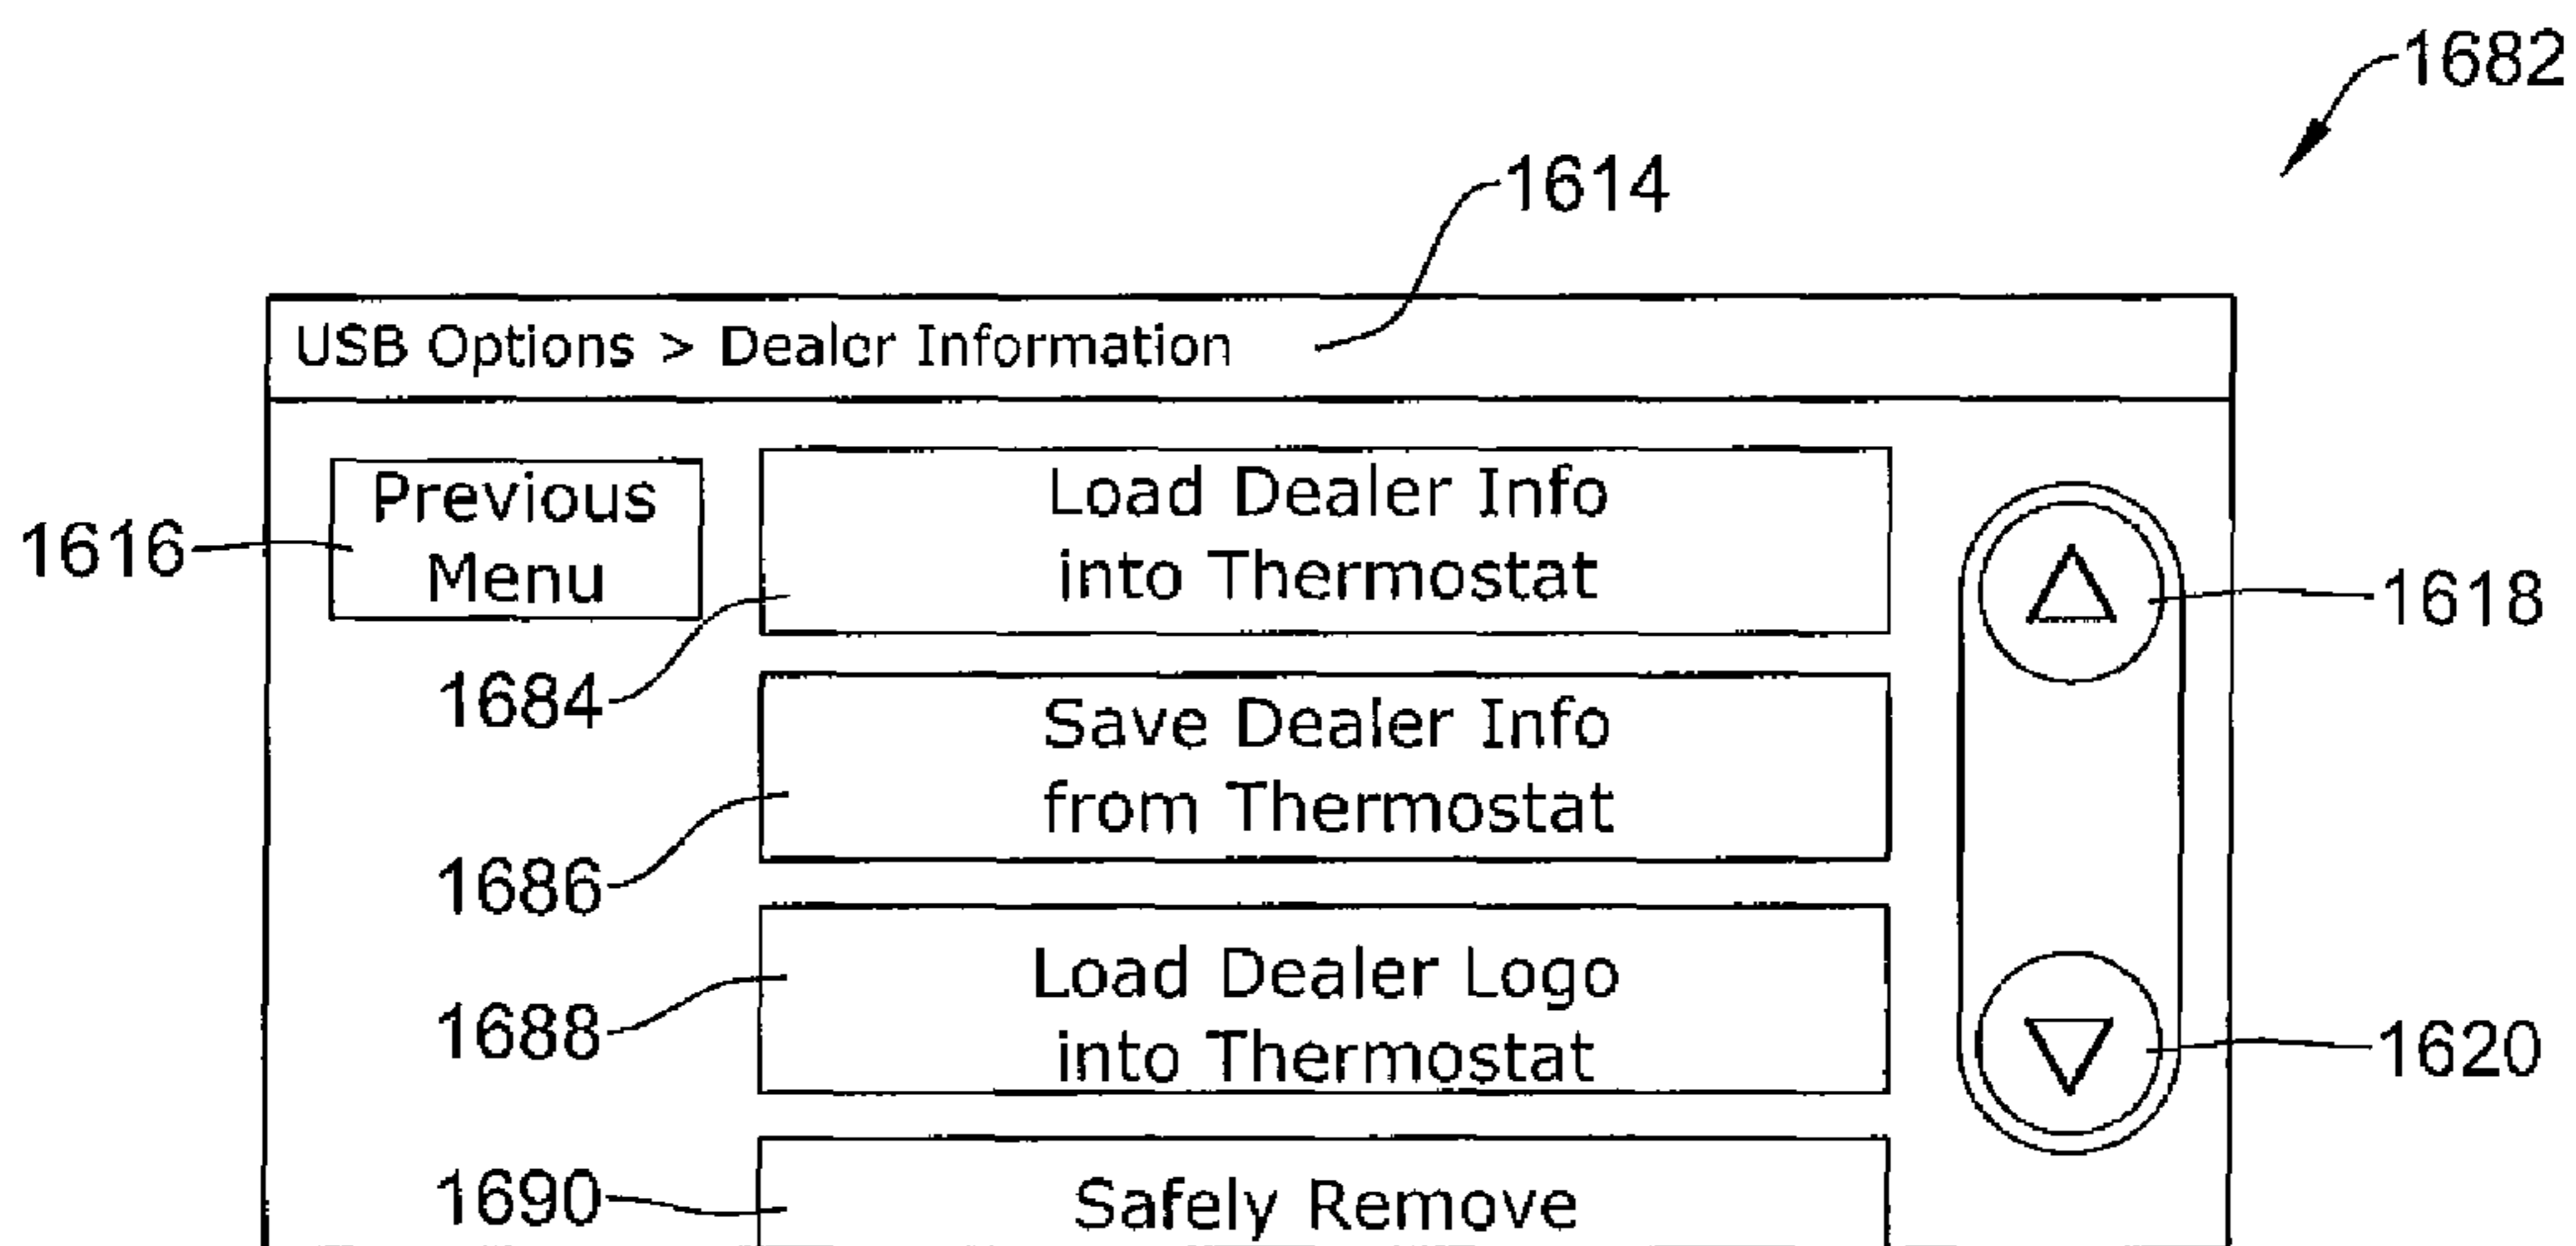 1682
1614
USB Options > Dealer Information
Previous
Menu
1616
Load Dealer Info
into Thermostat
1618
1684
Save Dealer Info
from Thermostat
1686
Load Dealer Logo
into Thermostat
1688
1620
1690
Safely Remove